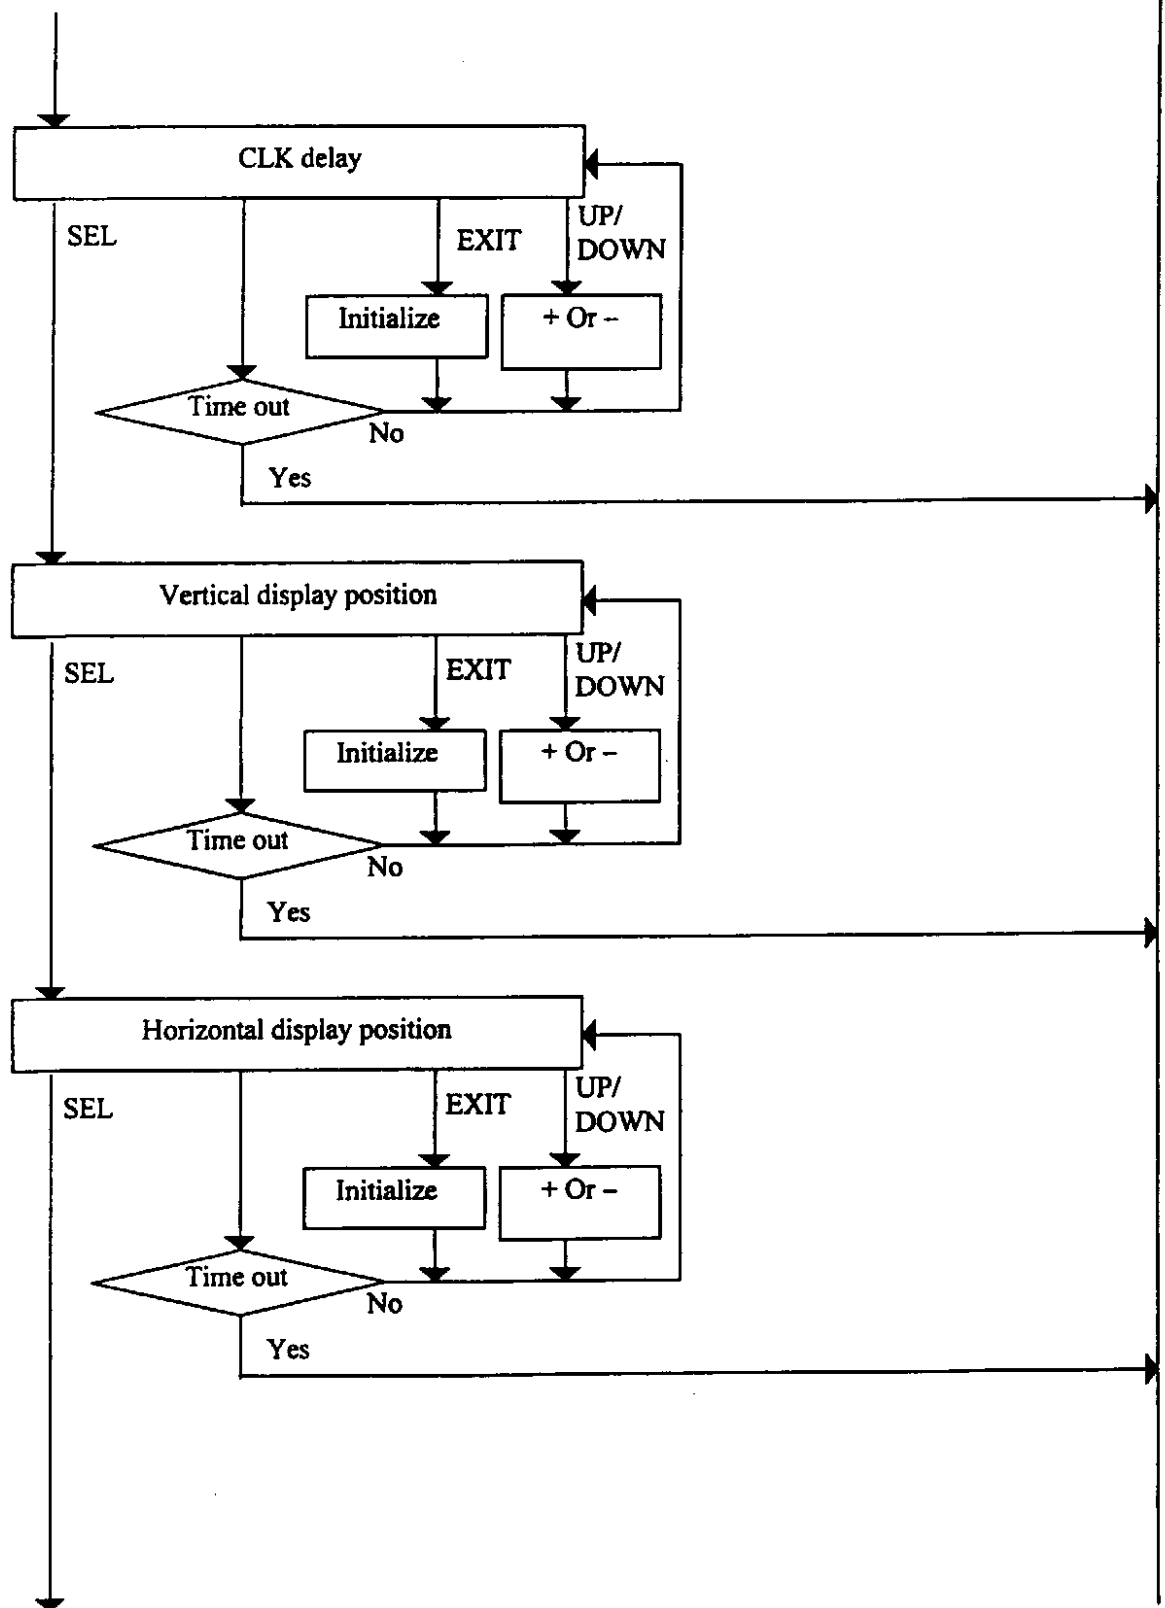 CLK delay
SEL
EXIT
UP/
DOWN
Initialize
+ Or –
Time out
No
Yes
Vertical display position
SEL
EXIT
UP/
DOWN
Initialize
+ Or –
Time out
No
Yes
Horizontal display position
SEL
EXIT
UP/
DOWN
Initialize
+ Or –
Time out
No
Yes